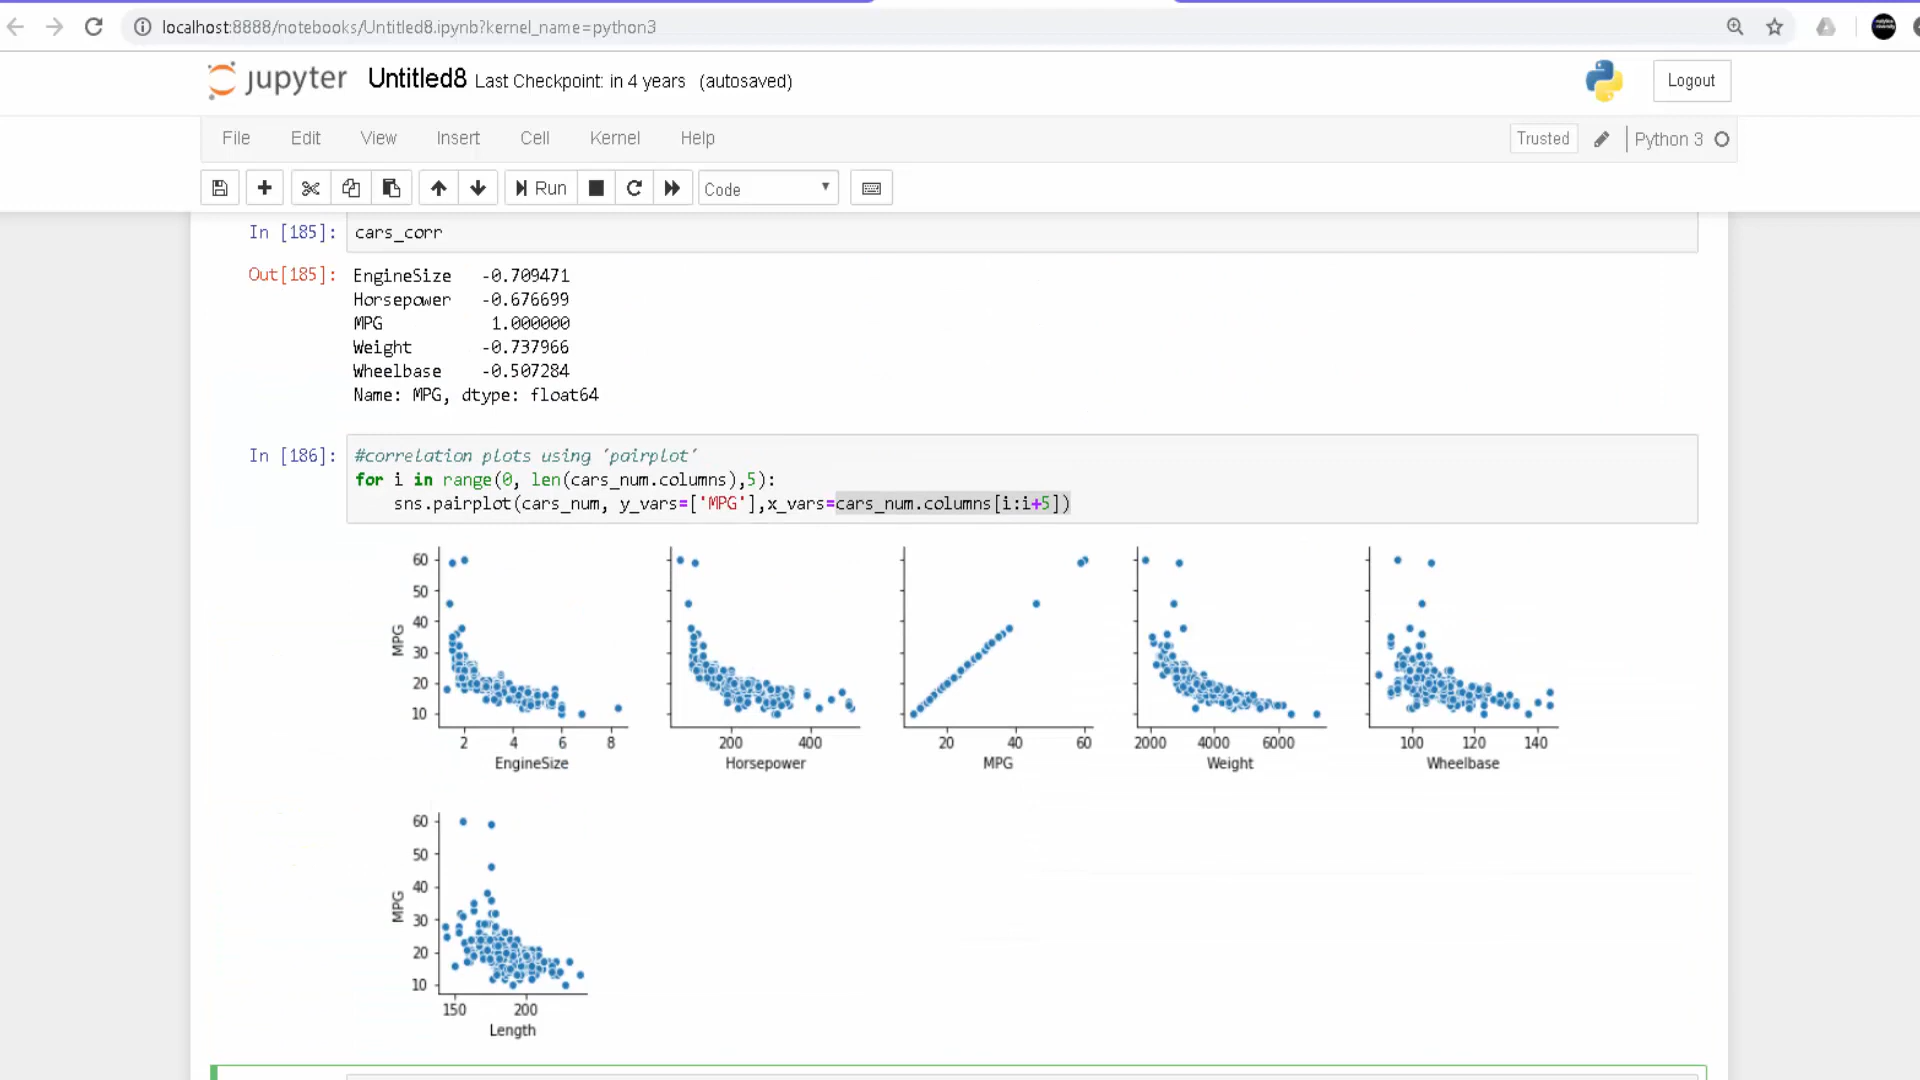 localhost:8888/notebooks/Untitled8.ipynb?kernel_name=python3
jupyter Untitled8 Last Checkpoint: in 4 years (autosaved)
Logout
File Edit View Insert Cell Kernel Help
Trusted Python 3
Run Code
In [185]: cars_corr
Out[185]: EngineSize -0.709471
Horsepower -0.676699
MPG 1.000000
Weight -0.737966
Wheelbase -0.507284
Name: MPG, dtype: float64
In [186]: #correlation plots using 'pairplot'
for i in range(0, len(cars_num.columns),5):
sns.pairplot(cars_num, y_vars=['MPG'],x_vars=cars_num.columns[i:i+5])
60
50
40
30
20
10
MPG
2 4 6 8 200 400 20 40 60 2000 4000 6000 100 120 140
EngineSize Horsepower MPG Weight Wheelbase
60
50
40
30
20
10
MPG
150 200
Length